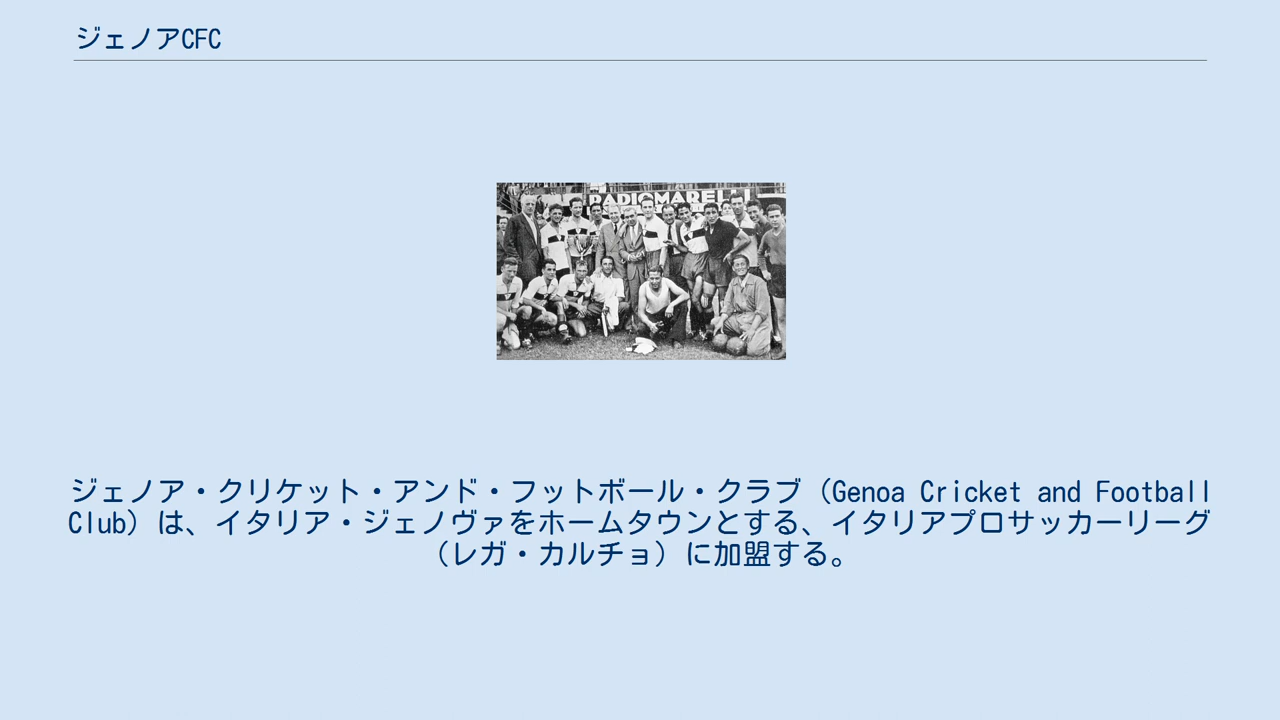 ジェノアCFC
RADIOMARELLI
ジェノア・クリケット・アンド・フットボール・クラブ（Genoa Cricket and Football
Club）は、イタリア・ジェノヴァをホームタウンとする、イタリアプロサッカーリーグ
（レガ・カルチョ）に加盟する。